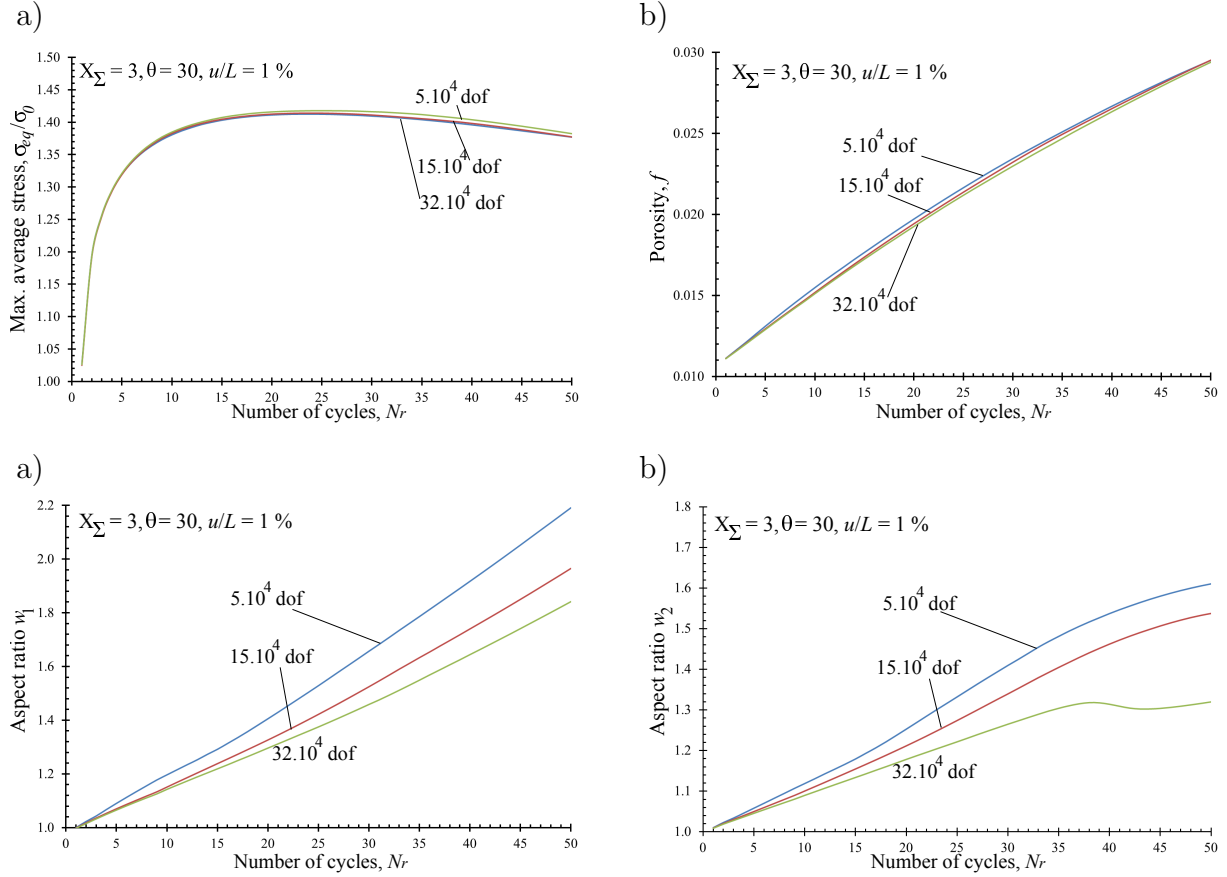 a)
X_Σ = 3, θ = 30, u/L = 1 %
Max. average stress, σ_eq/σ_0
1.50
1.45
1.40
1.35
1.30
1.25
1.20
1.15
1.10
1.05
1.00
5.10^4 dof
15.10^4 dof
32.10^4 dof
0 5 10 15 20 25 30 35 40 45 50
Number of cycles, Nr
b)
X_Σ = 3, θ = 30, u/L = 1 %
Porosity, f
0.030
0.025
0.020
0.015
0.010
5.10^4 dof
15.10^4 dof
32.10^4 dof
0 5 10 15 20 25 30 35 40 45 50
Number of cycles, Nr
a)
X_Σ = 3, θ = 30, u/L = 1 %
Aspect ratio w_1
2.2
2.0
1.8
1.6
1.4
1.2
1.0
5.10^4 dof
15.10^4 dof
32.10^4 dof
0 5 10 15 20 25 30 35 40 45 50
Number of cycles, Nr
b)
X_Σ = 3, θ = 30, u/L = 1 %
Aspect ratio w_2
1.8
1.7
1.6
1.5
1.4
1.3
1.2
1.1
1.0
5.10^4 dof
15.10^4 dof
32.10^4 dof
0 5 10 15 20 25 30 35 40 45 50
Number of cycles, Nr